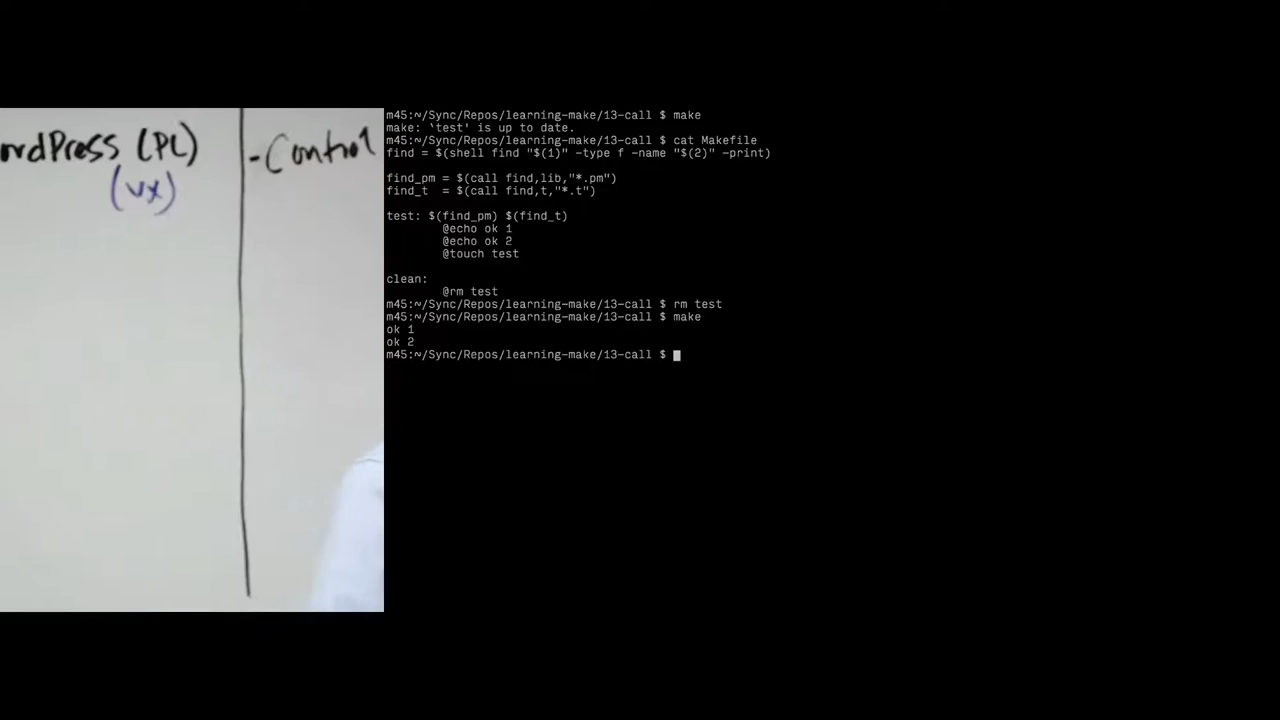 ordPress (PL)
(VX)
-Control
m45:~/Sync/Repos/learning-make/13-call $ make
make: `test' is up to date.
m45:~/Sync/Repos/learning-make/13-call $ cat Makefile
find = $(shell find "$(1)" -type f -name "$(2)" -print)
find_pm = $(call find,lib,"*.pm")
find_t  = $(call find,t,"*.t")
test: $(find_pm) $(find_t)
@echo ok 1
@echo ok 2
@touch test
clean:
@rm test
m45:~/Sync/Repos/learning-make/13-call $ rm test
m45:~/Sync/Repos/learning-make/13-call $ make
ok 1
ok 2
m45:~/Sync/Repos/learning-make/13-call $